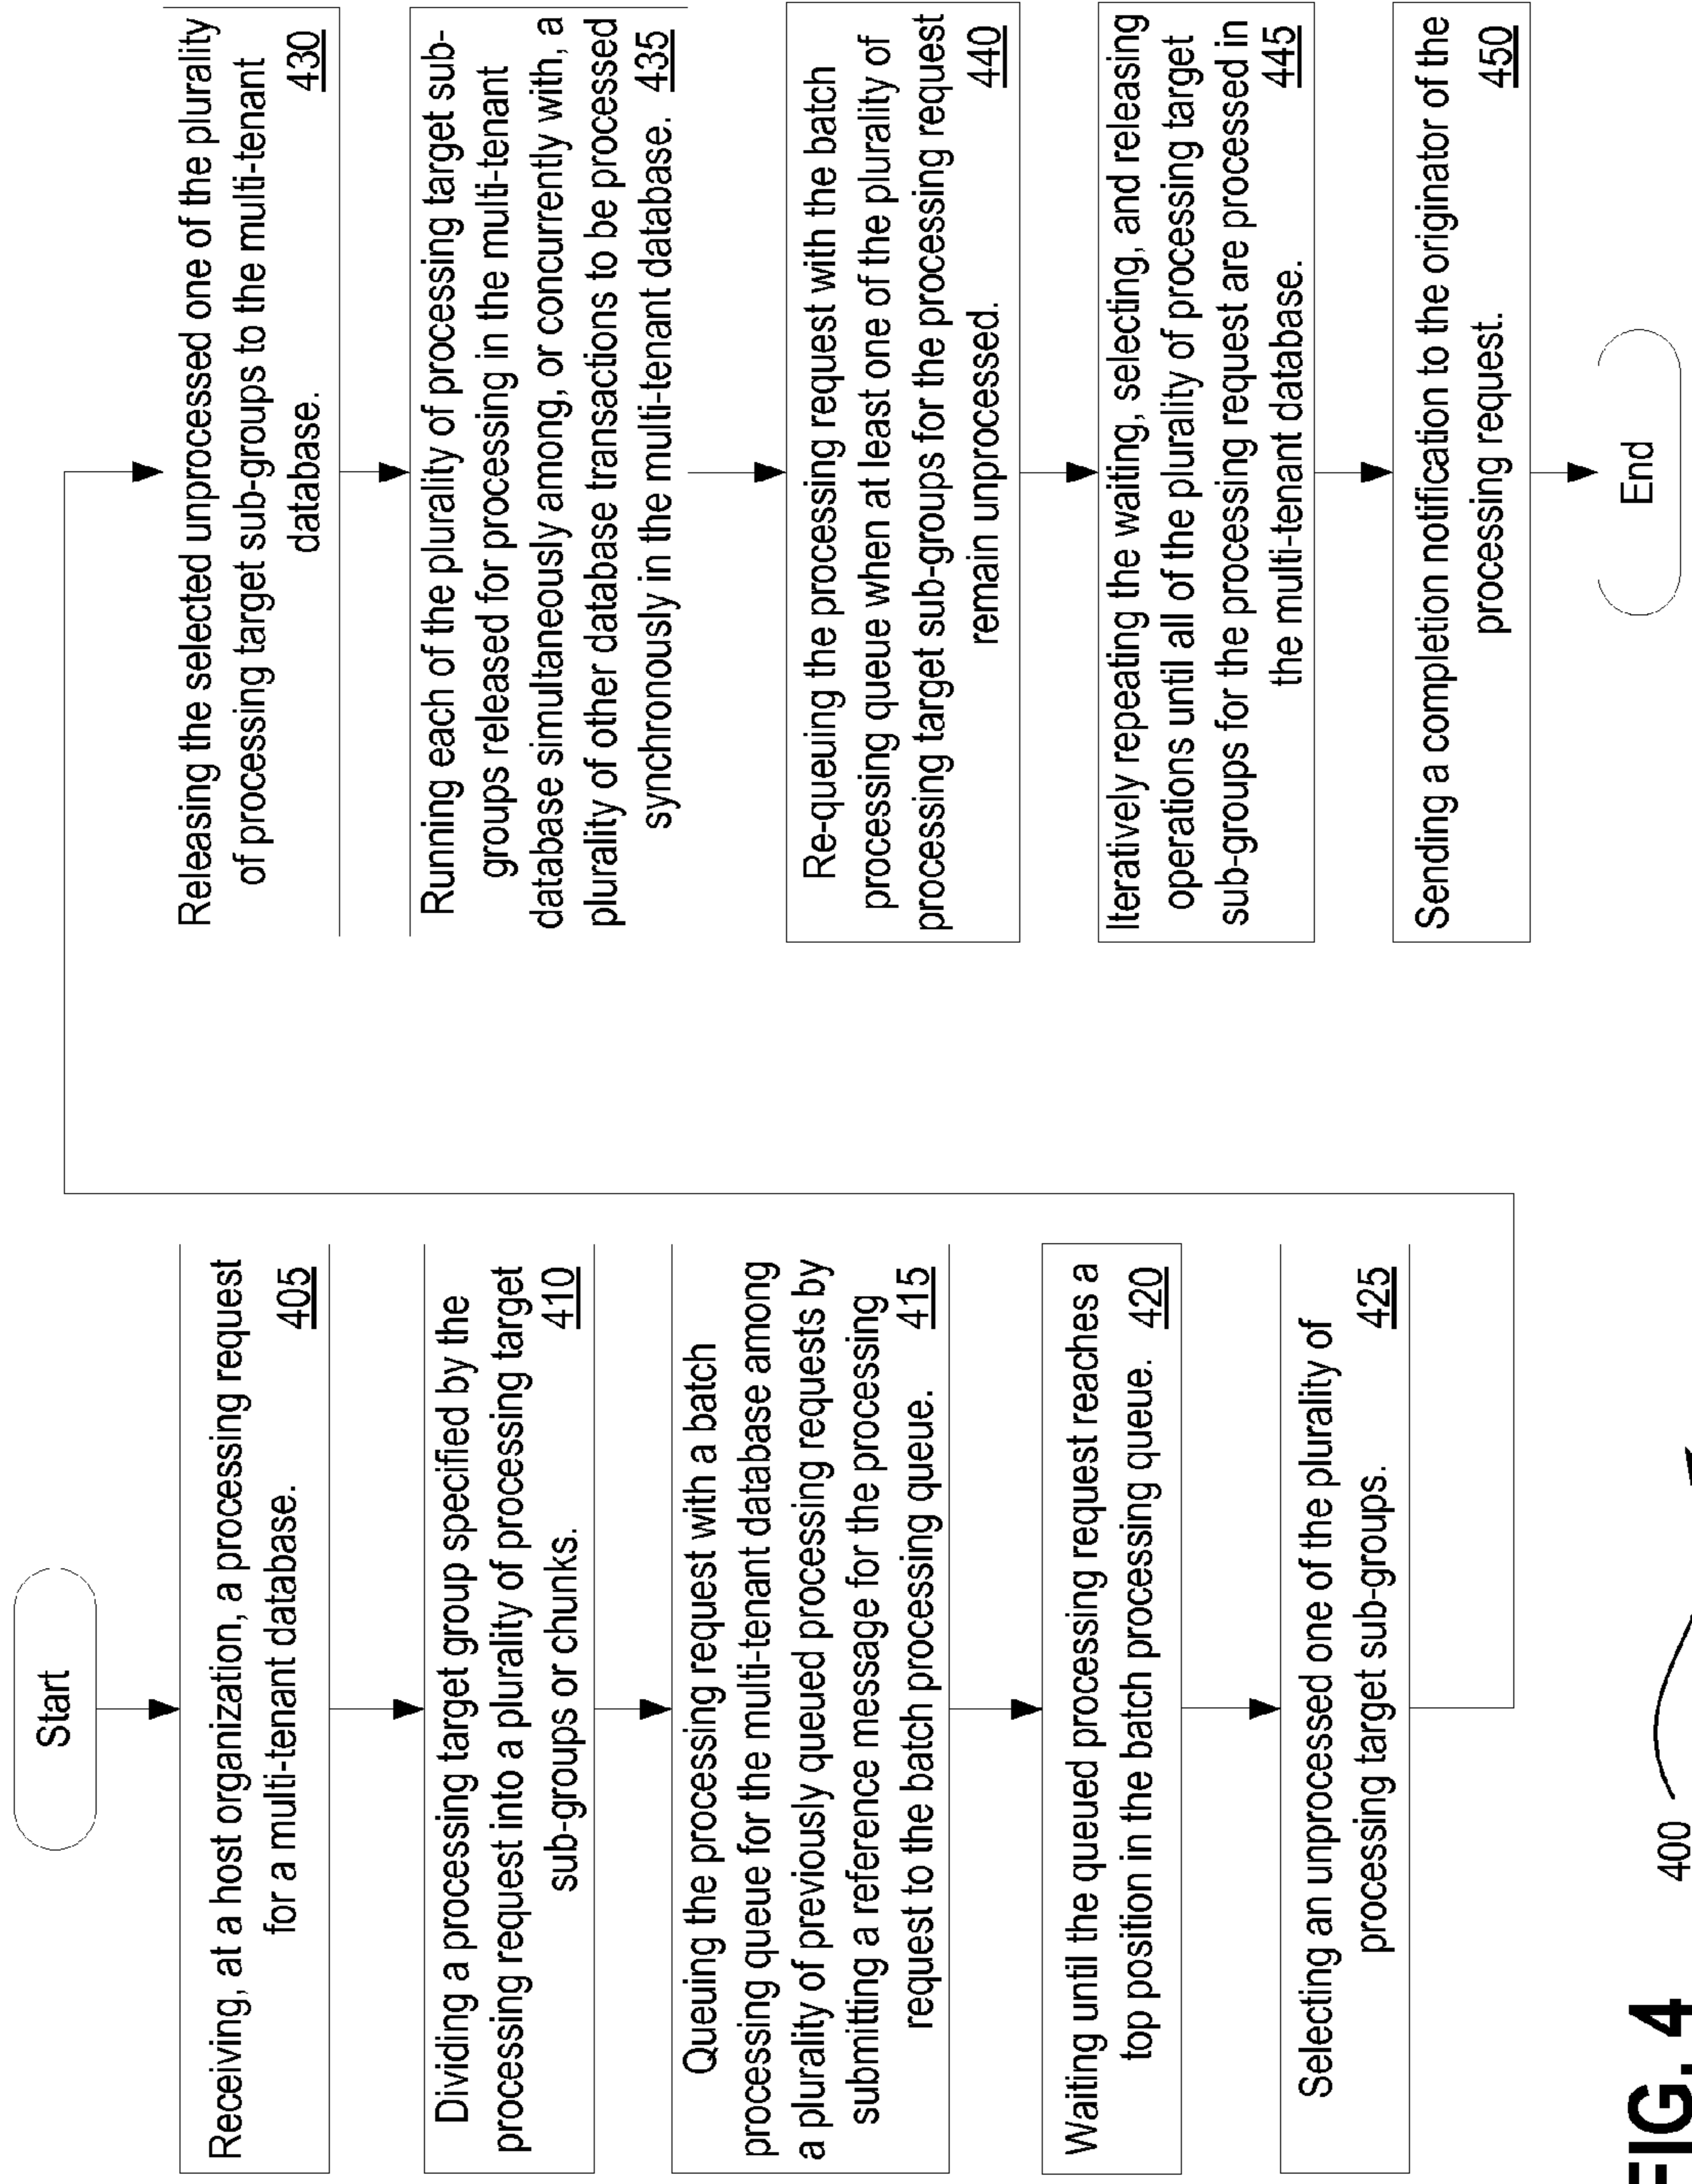 Start
Receiving, at a host organization, a processing request
for a multi-tenant database. 405
Dividing a processing target group specified by the
processing request into a plurality of processing target
sub-groups or chunks. 410
Queuing the processing request with a batch
processing queue for the multi-tenant database among
a plurality of previously queued processing requests by
submitting a reference message for the processing
request to the batch processing queue. 415
Waiting until the queued processing request reaches a
top position in the batch processing queue. 420
Selecting an unprocessed one of the plurality of
processing target sub-groups. 425
Releasing the selected unprocessed one of the plurality
of processing target sub-groups to the multi-tenant
database. 430
Running each of the plurality of processing target sub-
groups released for processing in the multi-tenant
database simultaneously among, or concurrently with, a
plurality of other database transactions to be processed
synchronously in the multi-tenant database. 435
Re-queuing the processing request with the batch
processing queue when at least one of the plurality of
processing target sub-groups for the processing request
remain unprocessed. 440
Iteratively repeating the waiting, selecting, and releasing
operations until all of the plurality of processing target
sub-groups for the processing request are processed in
the multi-tenant database. 445
Sending a completion notification to the originator of the
processing request. 450
End
FIG. 4 400